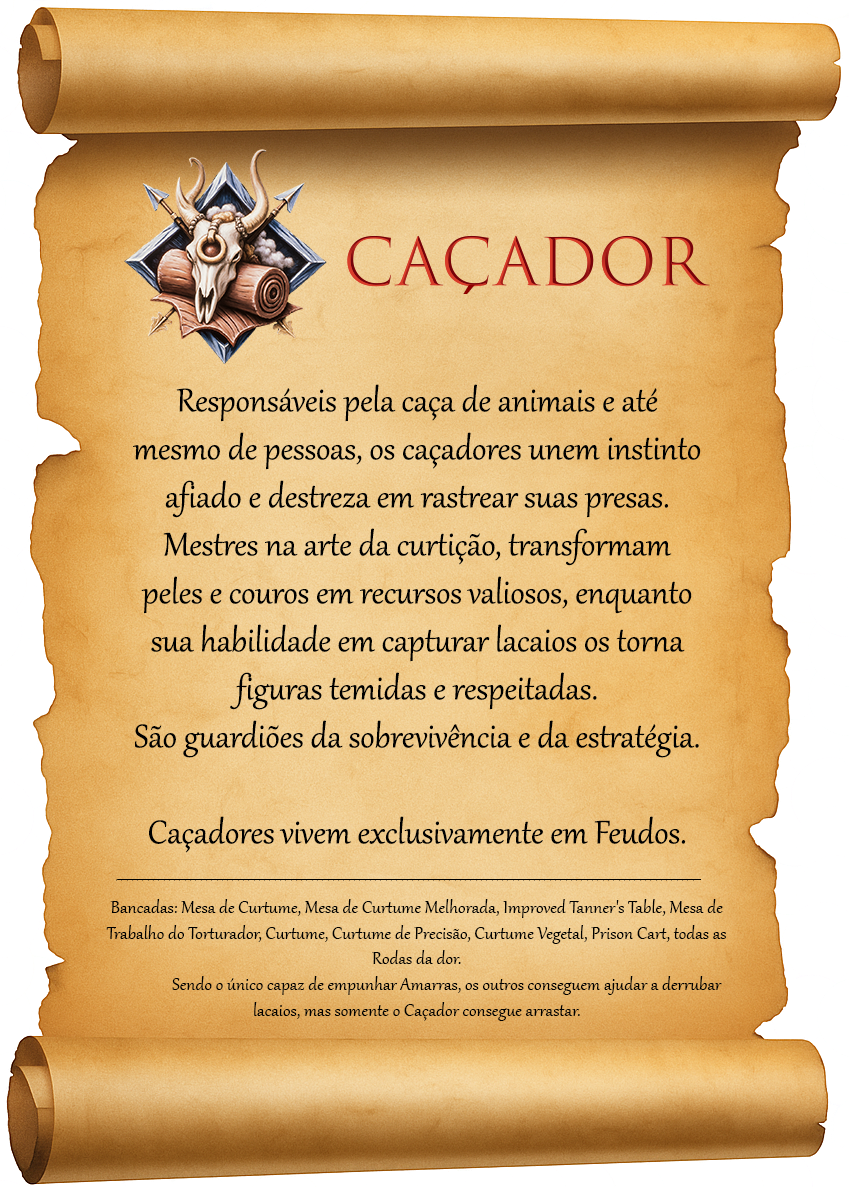 CAÇADOR
Responsáveis pela caça de animais e até
mesmo de pessoas, os caçadores unem instinto
afiado e destreza em rastrear suas presas.
Mestres na arte da curtição, transformam
peles e couros em recursos valiosos, enquanto
sua habilidade em capturar lacaios os torna
figuras temidas e respeitadas.
São guardiões da sobrevivência e da estratégia.
Caçadores vivem exclusivamente em Feudos.
Bancadas: Mesa de Curtume, Mesa de Curtume Melhorada, Improved Tanner's Table, Mesa de
Trabalho do Torturador, Curtume, Curtume de Precisão, Curtume Vegetal, Prison Cart, todas as
Rodas da dor.
Sendo o único capaz de empunhar Amarras, os outros conseguem ajudar a derrubar
lacaios, mas somente o Caçador consegue arrastar.